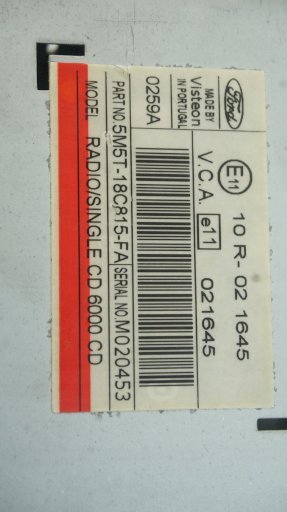 Ford
MADE BY
Visteon
IN PORTUGAL
0259A
E11
10 R - 02 1645
V.C.A. e11 021645
PART NO. 5M5T-18C815-FA SERIAL NO. M020453
MODEL RADIO/SINGLE CD 6000 CD